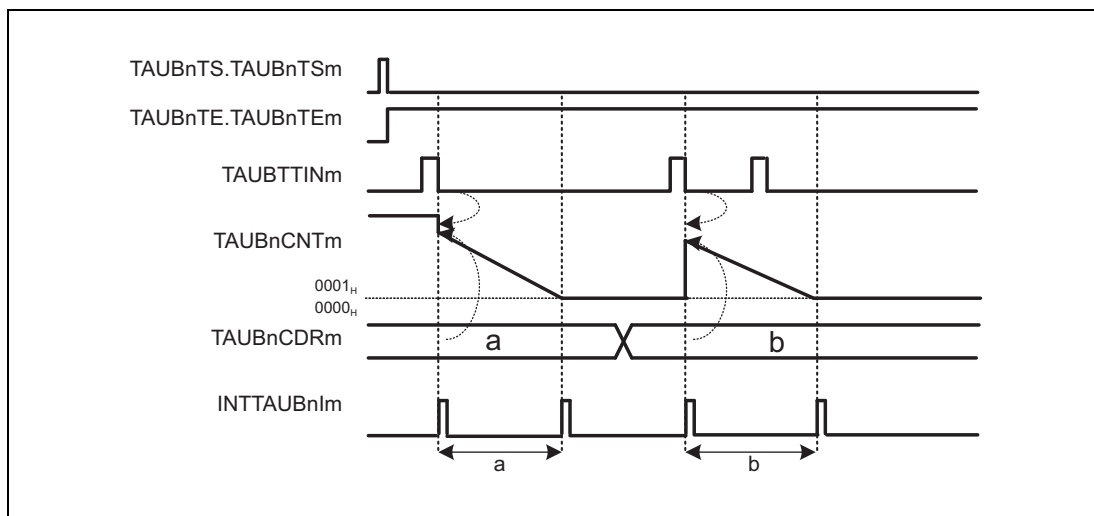 TAUBnTS.TAUBnTSm
TAUBnTE.TAUBnTEm
TAUBTTINm
TAUBnCNTm
0001H
0000H
TAUBnCDRm
a
b
INTTAUBnIm
a
b